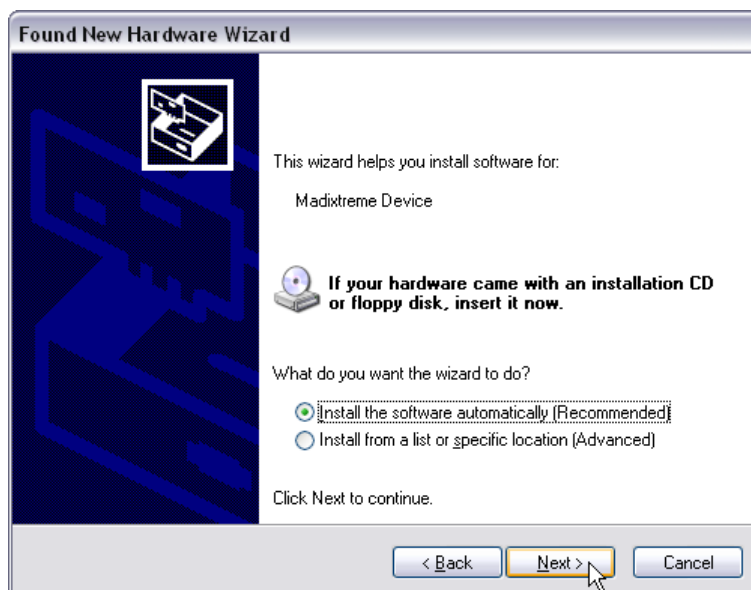 Found New Hardware Wizard
This wizard helps you install software for:
Madixtreme Device
If your hardware came with an installation CD
or floppy disk, insert it now.
What do you want the wizard to do?
Install the software automatically (Recommended)
Install from a list or specific location (Advanced)
Click Next to continue.
< Back
Next >
Cancel